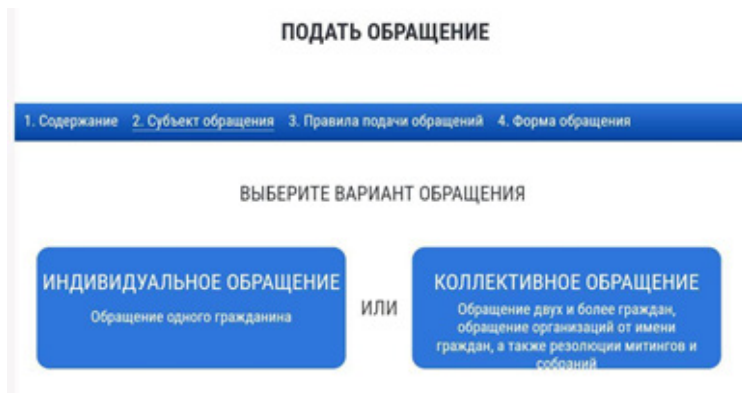 ПОДАТЬ ОБРАЩЕНИЕ
1. Содержание 2. Субъект обращения 3. Правила подачи обращений 4. Форма обращения
ВЫБЕРИТЕ ВАРИАНТ ОБРАЩЕНИЯ
ИНДИВИДУАЛЬНОЕ ОБРАЩЕНИЕ
Обращение одного гражданина
ИЛИ
КОЛЛЕКТИВНОЕ ОБРАЩЕНИЕ
Обращение двух и более граждан,
обращение организаций от имени
граждан, а также резолюции митингов и
собраний